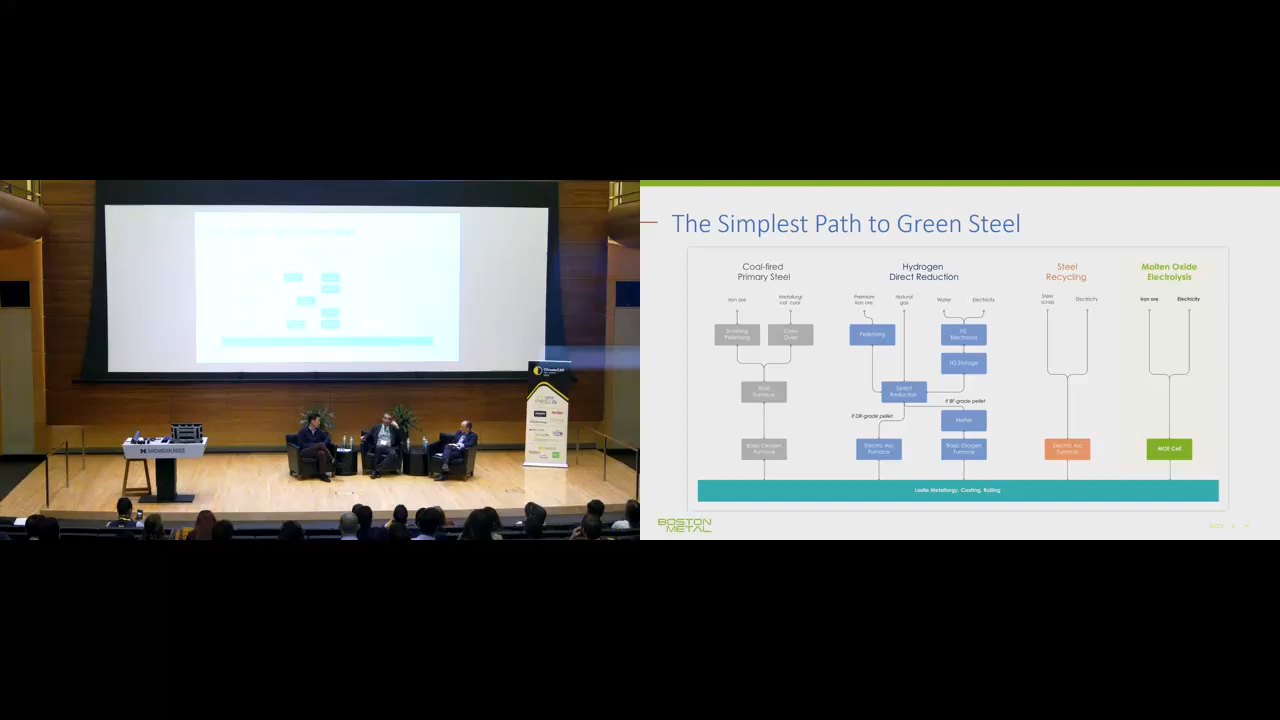 MICHIGAN ROSS
The Simplest Path to Green Steel
Coal-fired
Primary Steel
Hydrogen
Direct Reduction
Steel
Recycling
Molten Oxide
Electrolysis
Iron ore
Metallurgi
cal coal
Premium
iron ore
Natural
gas
Water
Electricity
Steel
scrap
Electricity
Iron ore
Electricity
Sintering
Pelletizing
Coke
Oven
Pelletizing
H2
Electrolysis
H2 Storage
Blast
Furnace
Direct
Reduction
if BF-grade pellet
if DR-grade pellet
Melter
Basic Oxygen
Furnace
Electric Arc
Furnace
Basic Oxygen
Furnace
Electric Arc
Furnace
MOE Cell
Ladle Metallurgy, Casting, Rolling
BOSTON
METAL